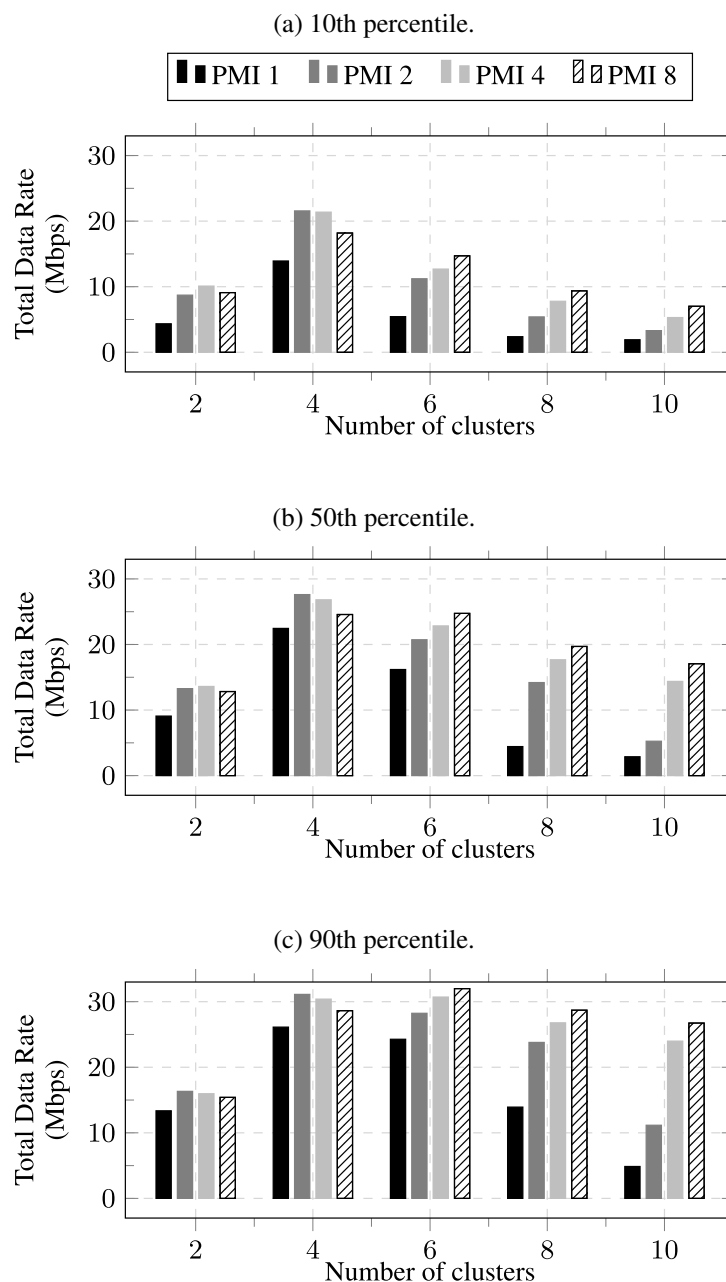 (a) 10th percentile.
PMI 1 PMI 2 PMI 4 PMI 8
30
20
10
0
Total Data Rate
(Mbps)
2 4 6 8 10
Number of clusters
(b) 50th percentile.
30
20
10
0
Total Data Rate
(Mbps)
2 4 6 8 10
Number of clusters
(c) 90th percentile.
30
20
10
0
Total Data Rate
(Mbps)
2 4 6 8 10
Number of clusters